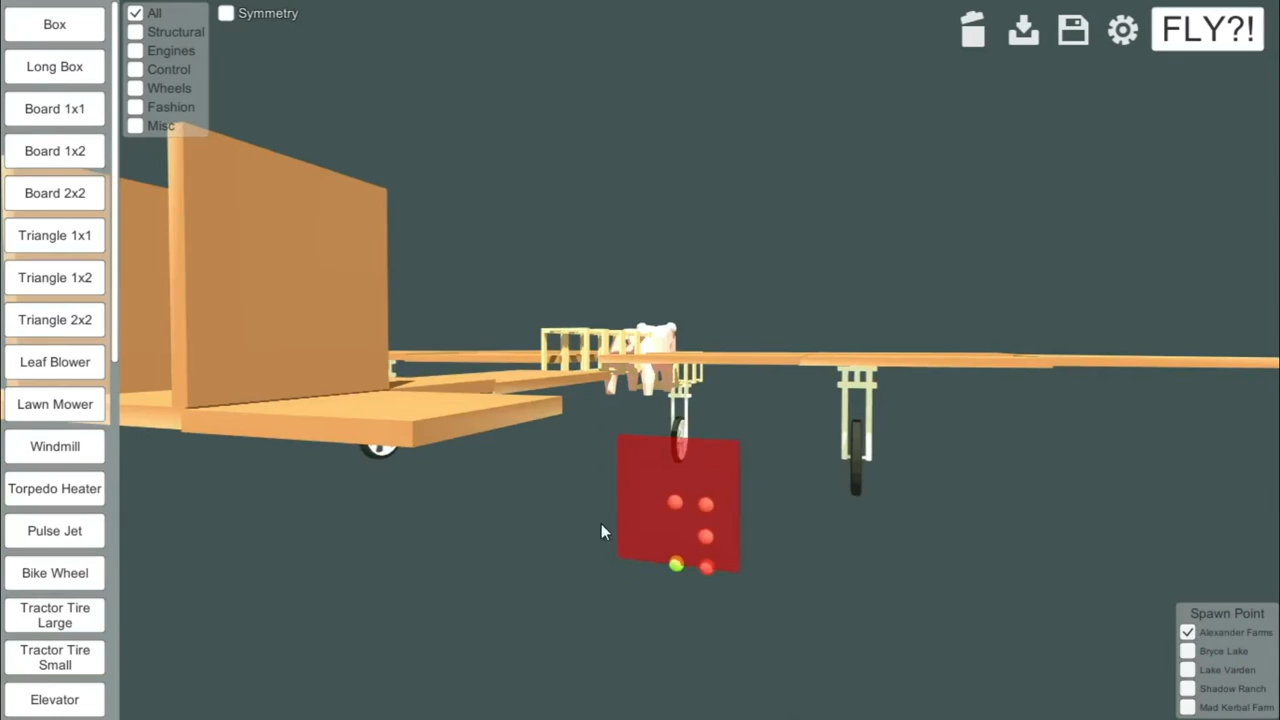 Box
Long Box
Board 1x1
Board 1x2
Board 2x2
Triangle 1x1
Triangle 1x2
Triangle 2x2
Leaf Blower
Lawn Mower
Windmill
Torpedo Heater
Pulse Jet
Bike Wheel
Tractor Tire
Large
Tractor Tire
Small
Elevator
All
Structural
Engines
Control
Wheels
Fashion
Misc
Symmetry
FLY?!
Spawn Point
Alexander Farms
Bryce Lake
Lake Varden
Shadow Ranch
Mad Kerbal Farm